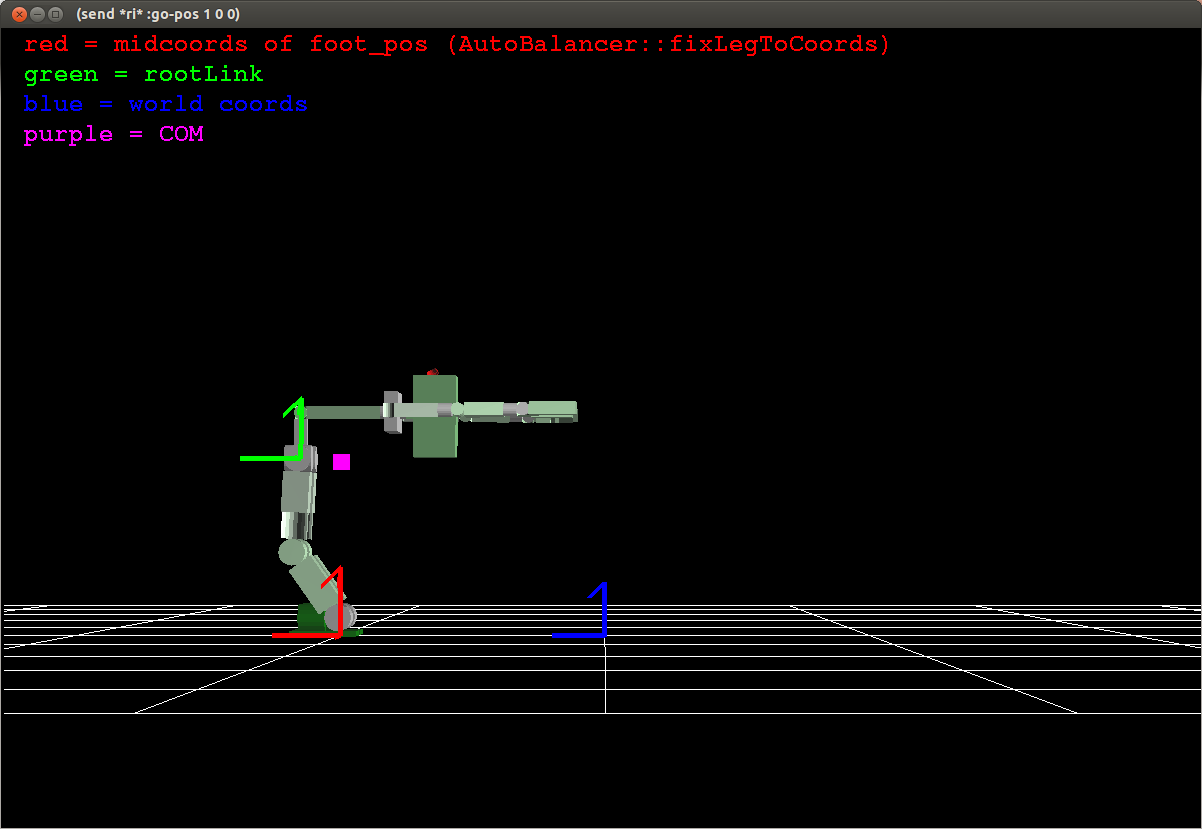 (send *ri* :go-pos 1 0 0)
red = midcoords of foot_pos (AutoBalancer::fixLegToCoords)
green = rootLink
blue = world coords
purple = COM